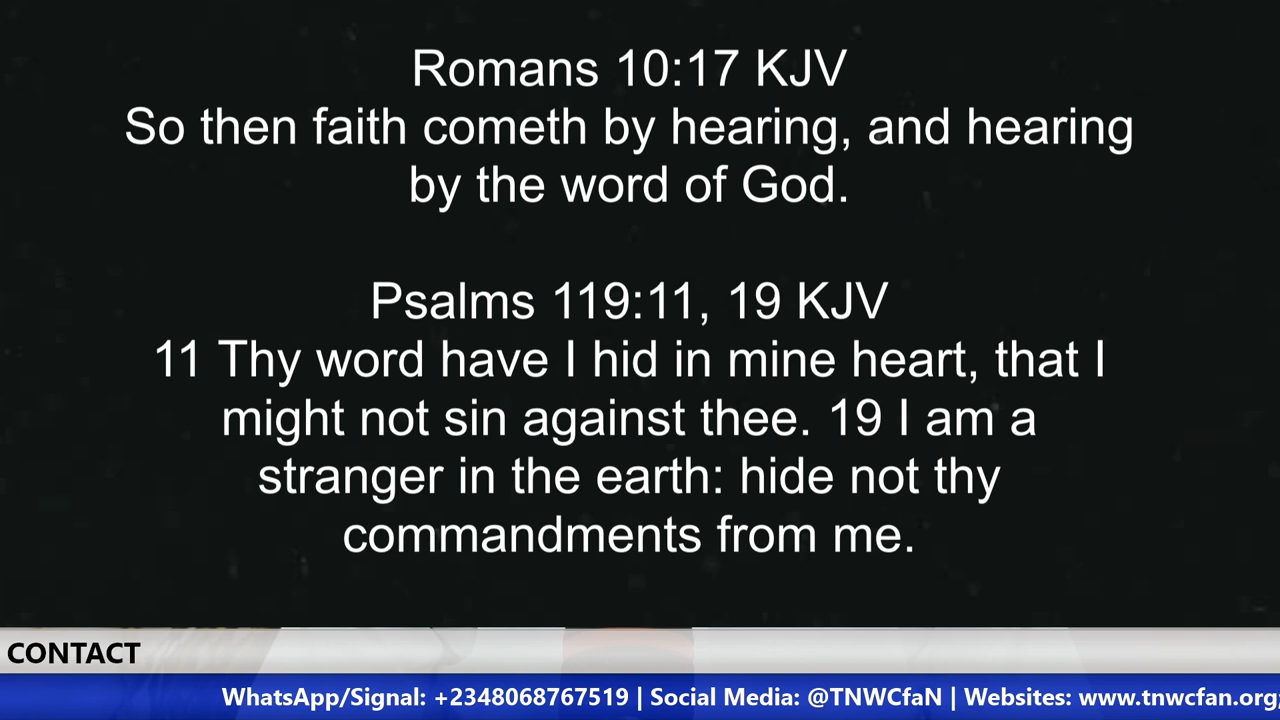 Romans 10:17 KJV
So then faith cometh by hearing, and hearing
by the word of God.
Psalms 119:11, 19 KJV
11 Thy word have I hid in mine heart, that I
might not sin against thee. 19 I am a
stranger in the earth: hide not thy
commandments from me.
CONTACT
WhatsApp/Signal: +2348068767519 | Social Media: @TNWCfaN | Websites: www.tnwcfan.org;